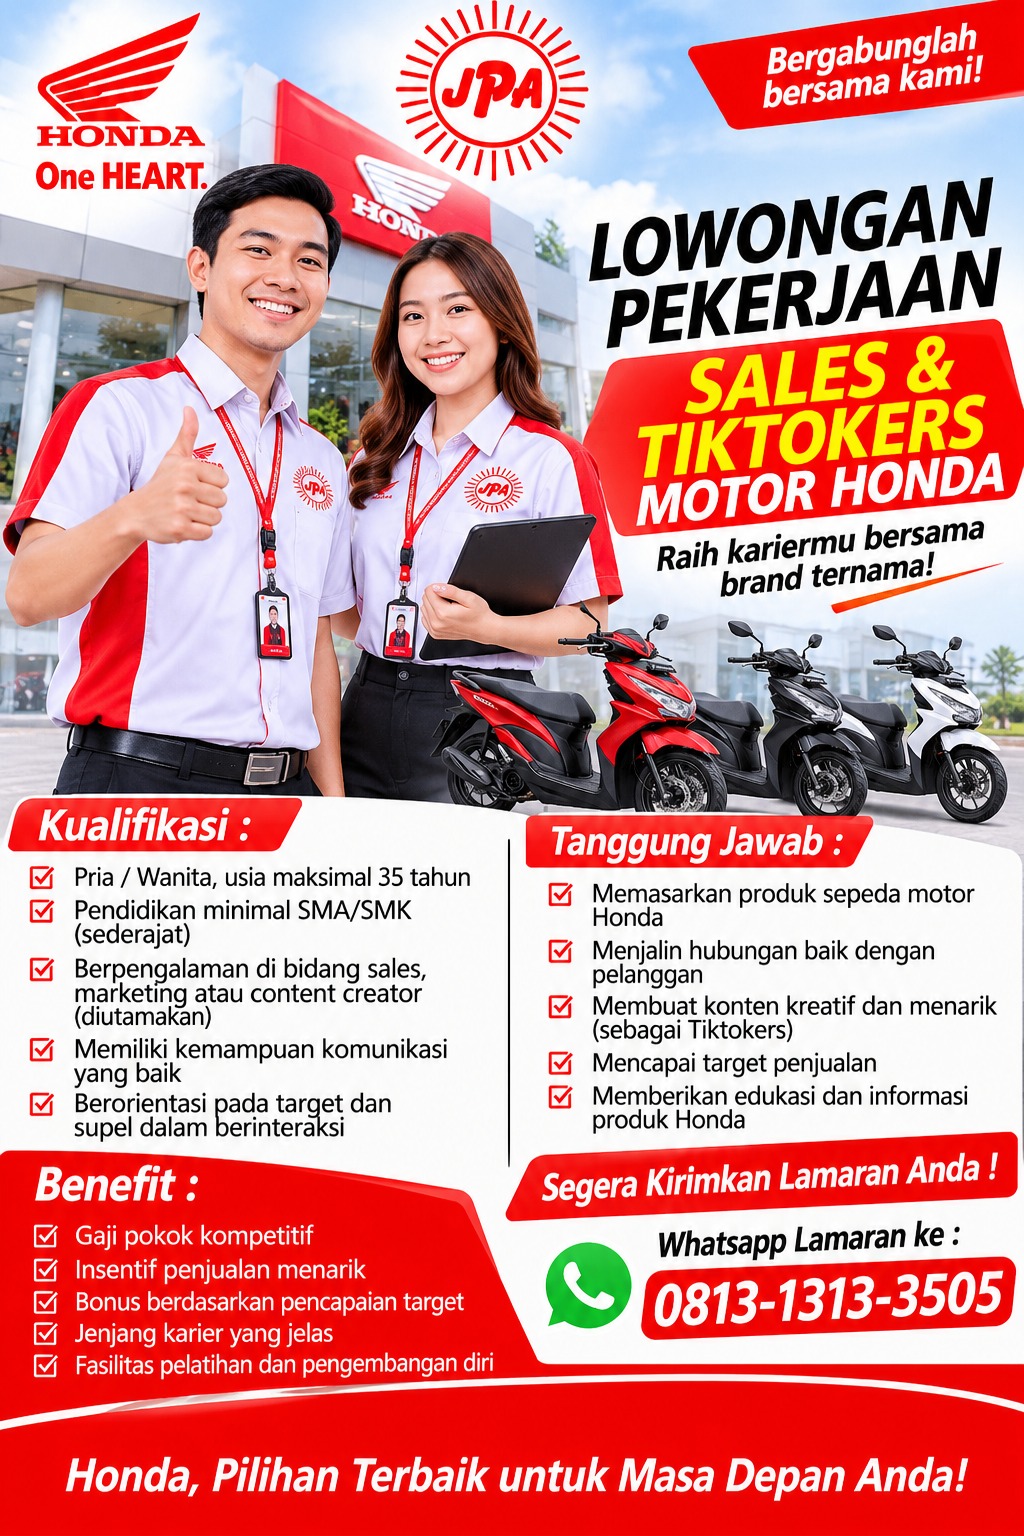 HONDA
One HEART.
JPA
Bergabunglah
bersama kami!
HONDA
LOWONGAN
PEKERJAAN
SALES &
TIKTOKERS
MOTOR HONDA
Raih kariermu bersama
brand ternama!
JPA
JPA
Kualifikasi :
Pria / Wanita, usia maksimal 35 tahun
Pendidikan minimal SMA/SMK
(sederajat)
Berpengalaman di bidang sales,
marketing atau content creator
(diutamakan)
Memiliki kemampuan komunikasi
yang baik
Berorientasi pada target dan
supel dalam berinteraksi
Tanggung Jawab :
Memasarkan produk sepeda motor
Honda
Menjalin hubungan baik dengan
pelanggan
Membuat konten kreatif dan menarik
(sebagai Tiktokers)
Mencapai target penjualan
Memberikan edukasi dan informasi
produk Honda
Benefit :
Gaji pokok kompetitif
Insentif penjualan menarik
Bonus berdasarkan pencapaian target
Jenjang karier yang jelas
Fasilitas pelatihan dan pengembangan diri
Segera Kirimkan Lamaran Anda !
Whatsapp Lamaran ke :
0813-1313-3505
Honda, Pilihan Terbaik untuk Masa Depan Anda!